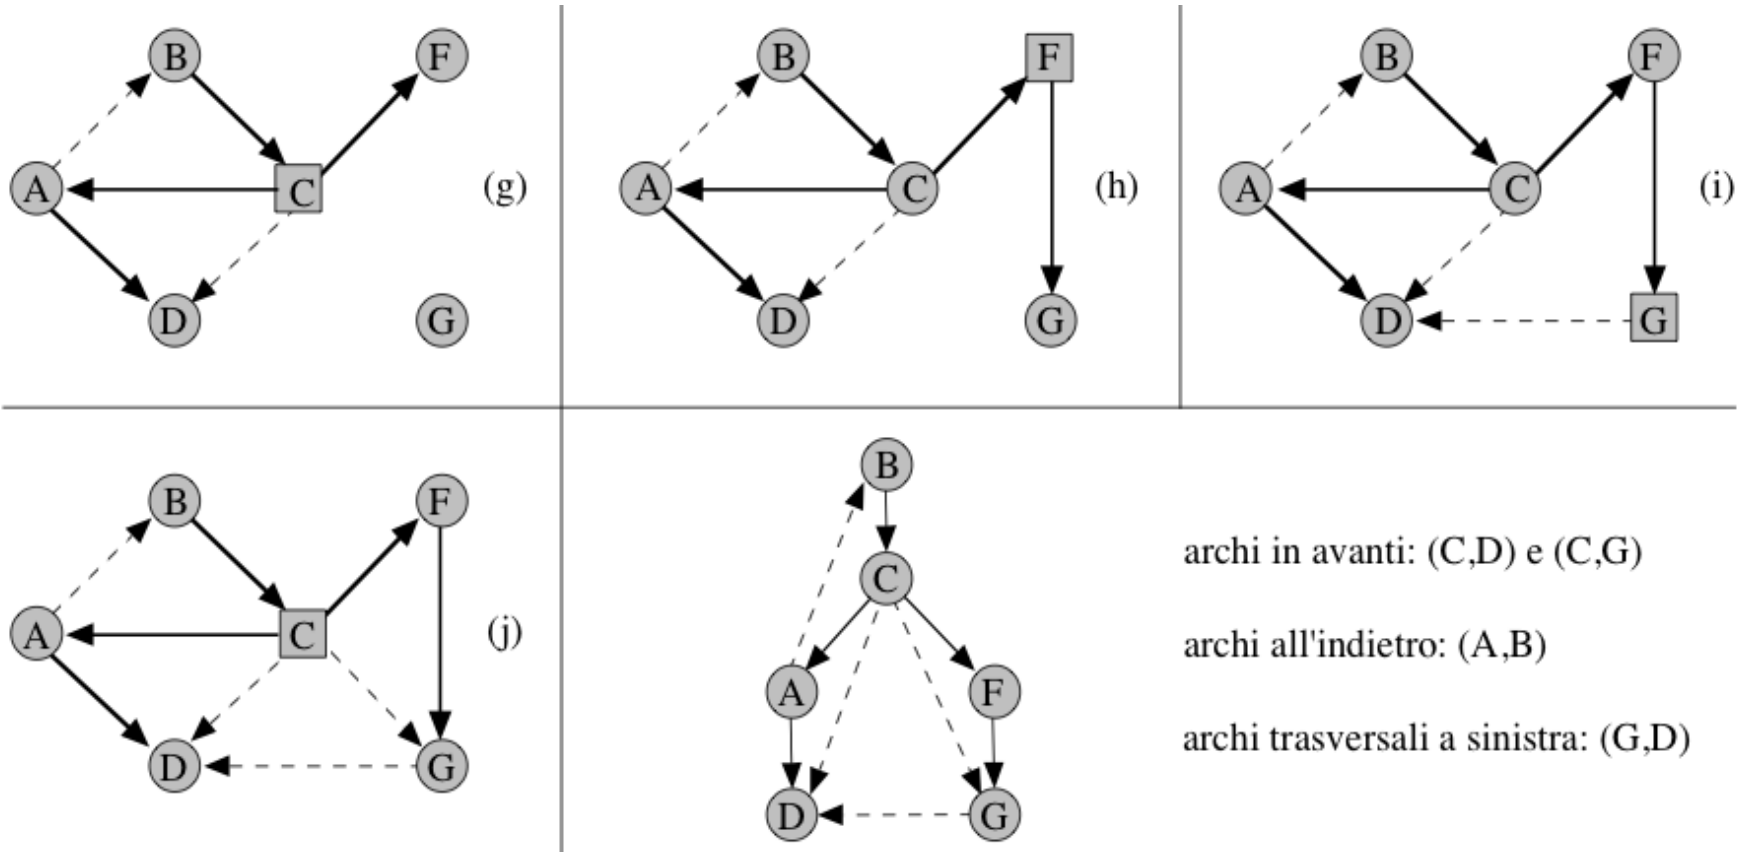 B F
A C (g)
D G
B F
A C (h)
D G
B F
A C (i)
D G
B F
A C (j)
D G
B
C
A F
D G
archi in avanti: (C,D) e (C,G)
archi all'indietro: (A,B)
archi trasversali a sinistra: (G,D)